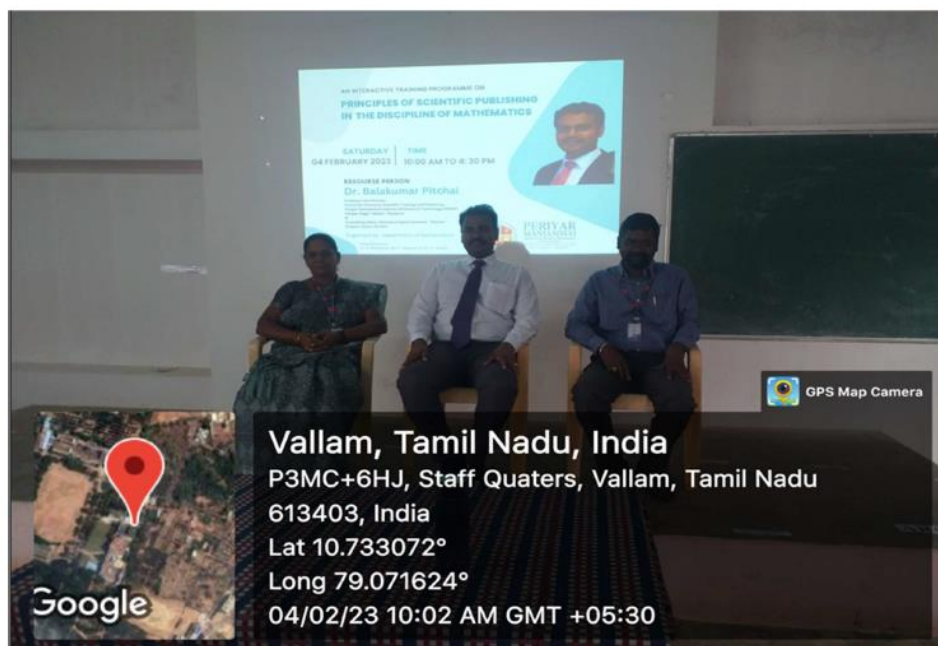 AN INTERACTIVE TRAINING PROGRAMME ON
PRINCIPLES OF SCIENTIFIC PUBLISHING
IN THE DISCIPILINE OF MATHEMATICS
SATURDAY
04 FEBRUARY 2023
TIME
10:00 AM TO 4:30 PM
RESOURSE PERSON
Dr. Balakumar Pitchai
PERIYAR
MANIAMMAI
GPS Map Camera
Google
Vallam, Tamil Nadu, India
P3MC+6HJ, Staff Quaters, Vallam, Tamil Nadu
613403, India
Lat 10.733072°
Long 79.071624°
04/02/23 10:02 AM GMT +05:30